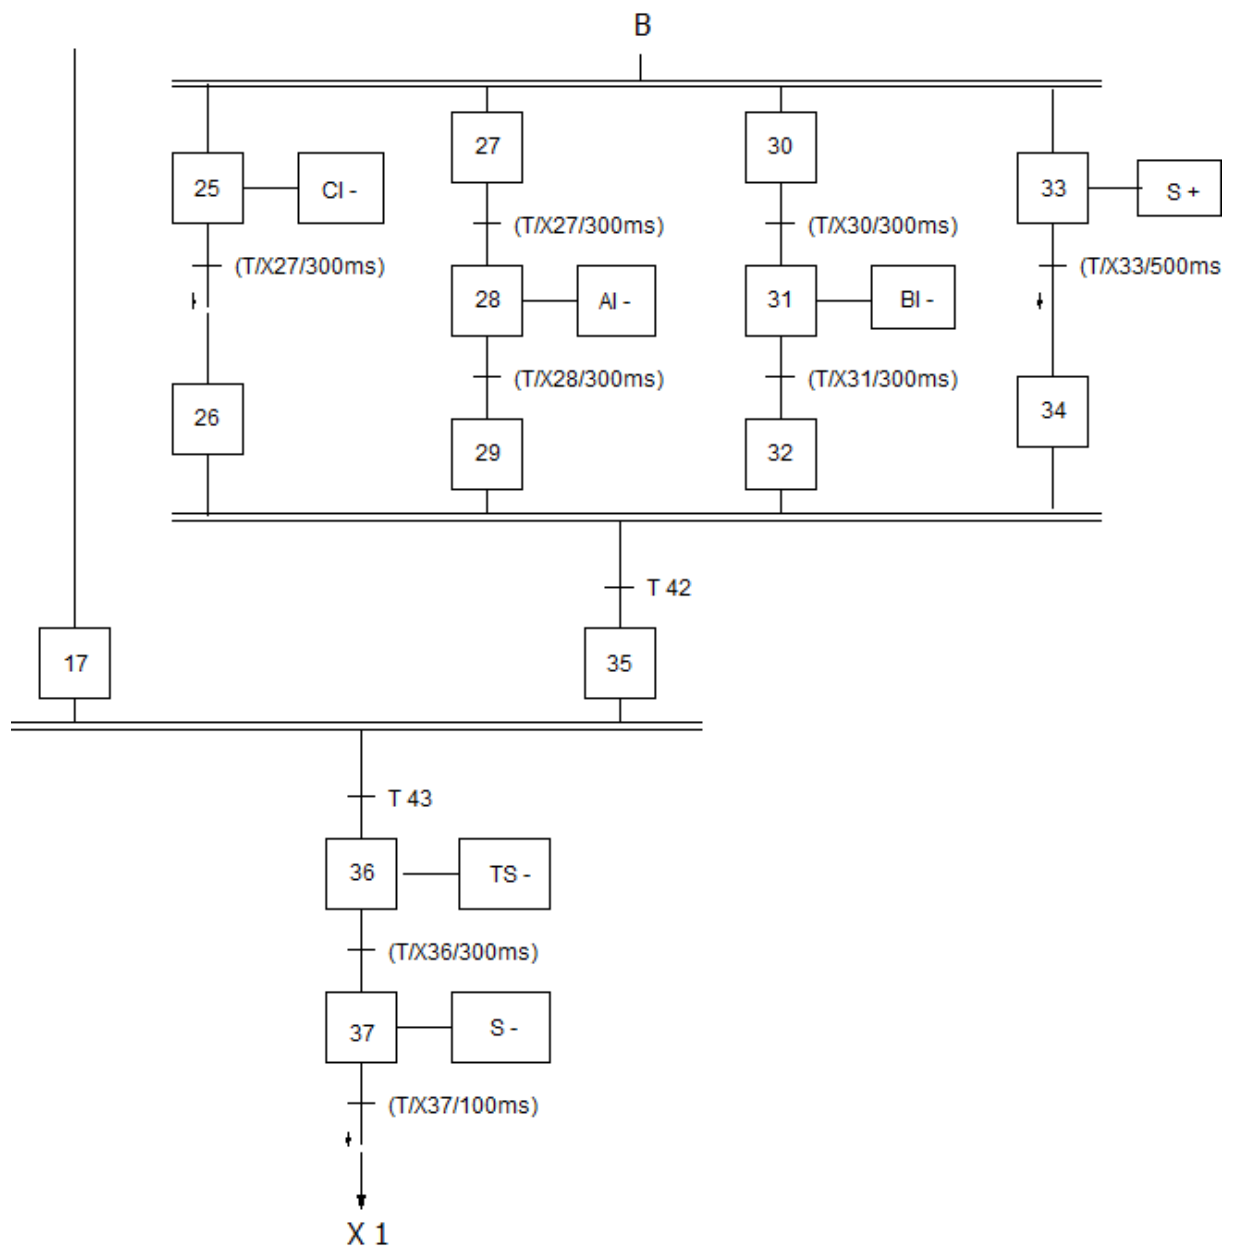 B
27
30
25
CI -
33
S +
(T/X27/300ms)
(T/X30/300ms)
(T/X27/300ms)
(T/X33/500ms
28
AI -
31
BI -
(T/X28/300ms)
(T/X31/300ms)
26
34
29
32
T 42
17
35
T 43
36
TS -
(T/X36/300ms)
37
S -
(T/X37/100ms)
X 1